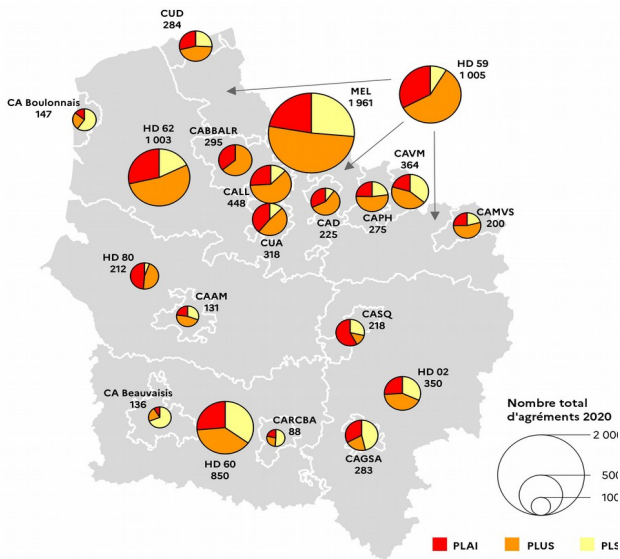 CUD
284
HD 59
1 005
MEL
1 961
CA Boulonnais
147
HD 62
1 003
CABBALR
295
CAVM
364
CALL
448
CAD
225
CAPH
275
CAMVS
200
CUA
318
HD 80
212
CAAM
131
CASQ
218
HD 02
350
CA Beauvaisis
136
CARCBA
88
HD 60
850
CAGSA
283
Nombre total
d'agréments 2020
2 000
500
100
PLAI
PLUS
PLS